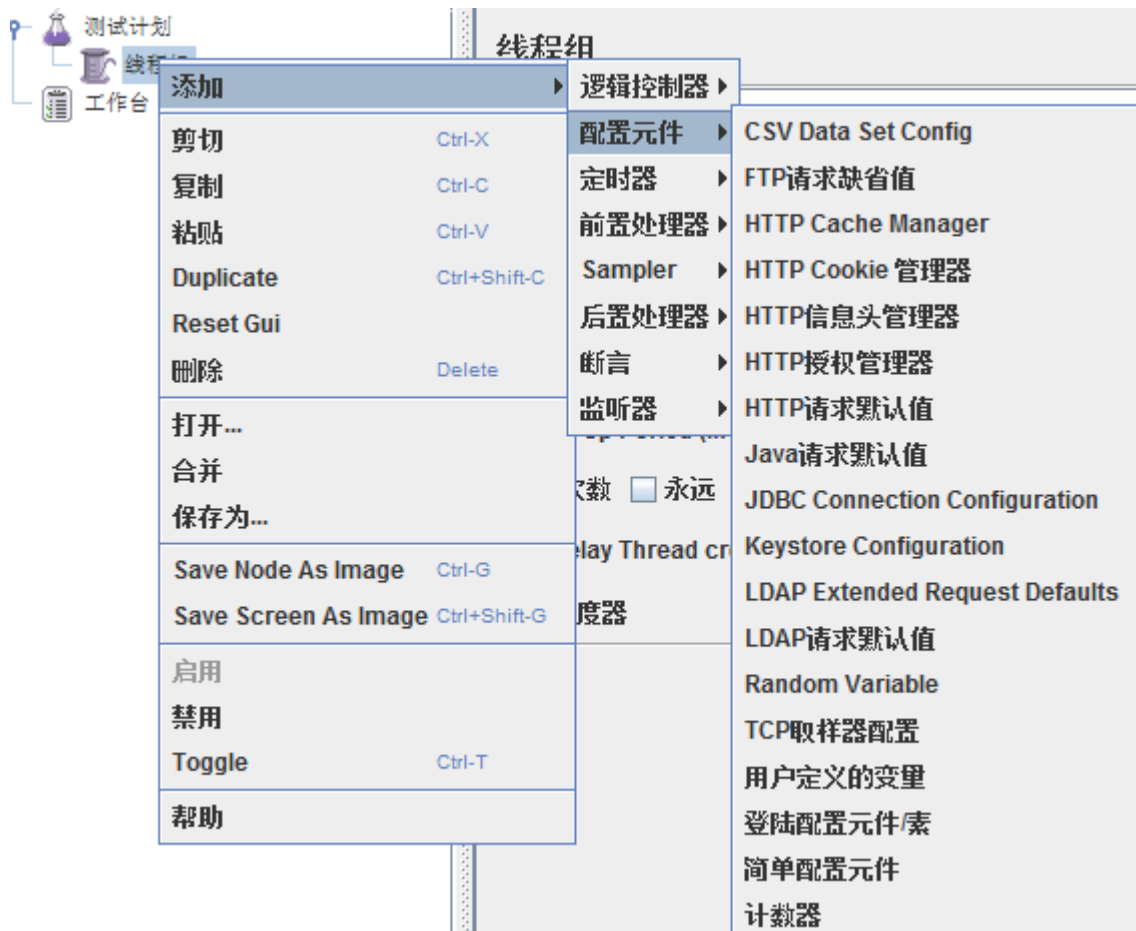 测试计划
线程
工作台
线程组
添加
剪切 Ctrl-X
复制 Ctrl-C
粘贴 Ctrl-V
Duplicate Ctrl+Shift-C
Reset Gui
删除 Delete
打开...
合并
保存为...
Save Node As Image Ctrl-G
Save Screen As Image Ctrl+Shift-G
启用
禁用
Toggle Ctrl-T
帮助
逻辑控制器
配置元件
定时器
前置处理器
Sampler
后置处理器
断言
监听器
次数 永远
elay Thread cr
度器
CSV Data Set Config
FTP请求缺省值
HTTP Cache Manager
HTTP Cookie 管理器
HTTP信息头管理器
HTTP授权管理器
HTTP请求默认值
Java请求默认值
JDBC Connection Configuration
Keystore Configuration
LDAP Extended Request Defaults
LDAP请求默认值
Random Variable
TCP取样器配置
用户定义的变量
登陆配置元件/素
简单配置元件
计数器